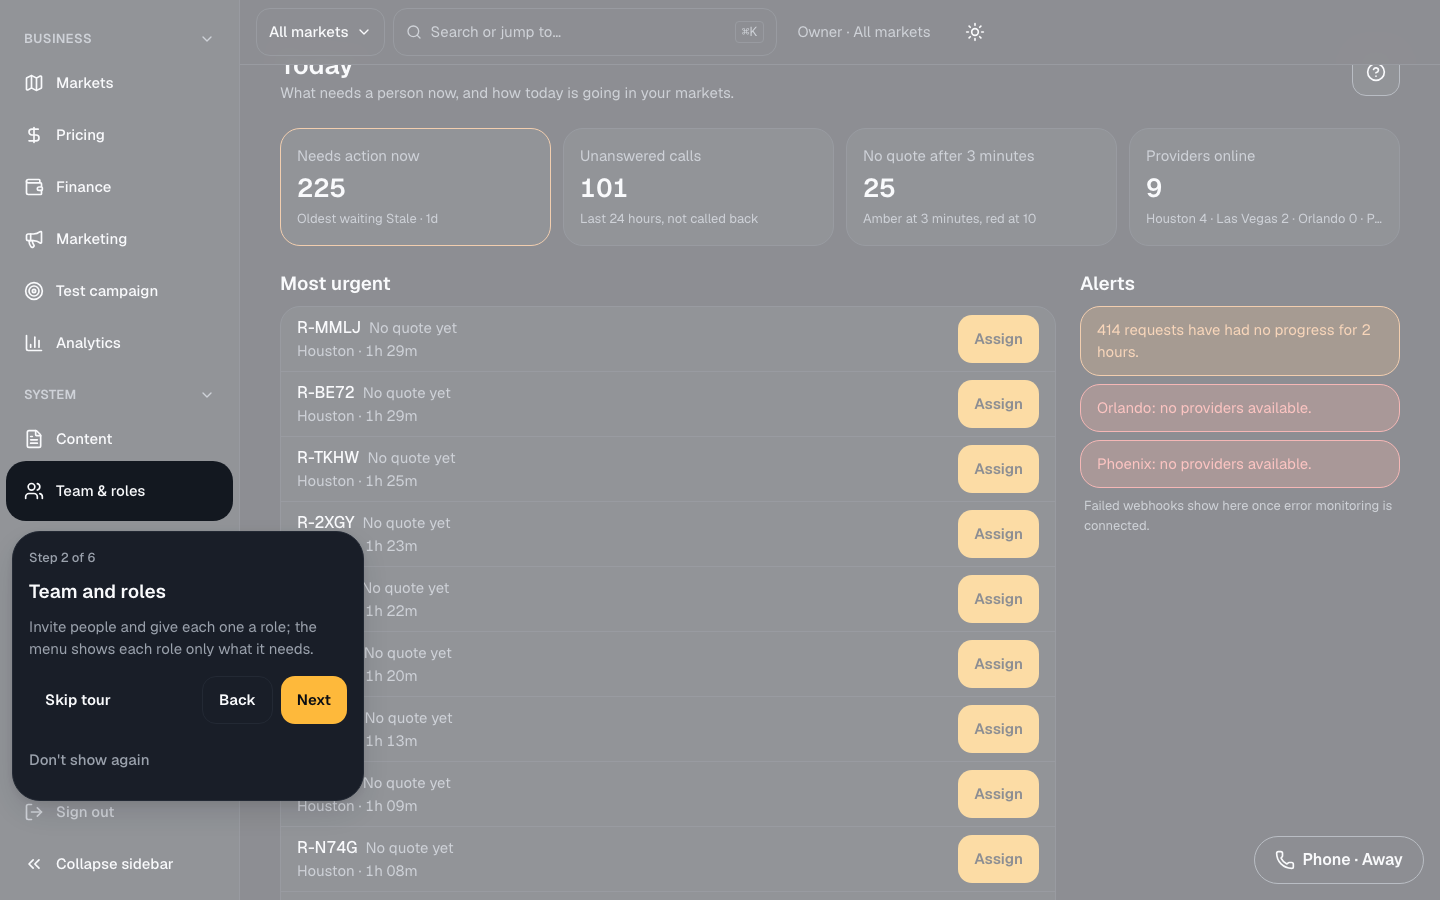 BUSINESS
Markets
Pricing
Finance
Marketing
Test campaign
Analytics
SYSTEM
Content
Team & roles
Step 2 of 6
Team and roles
Invite people and give each one a role; the
menu shows each role only what it needs.
Skip tour
Back
Next
Don't show again
Sign out
Collapse sidebar
All markets
Search or jump to...
⌘K
Owner · All markets
Today
What needs a person now, and how today is going in your markets.
Needs action now
225
Oldest waiting Stale · 1d
Unanswered calls
101
Last 24 hours, not called back
No quote after 3 minutes
25
Amber at 3 minutes, red at 10
Providers online
9
Houston 4 · Las Vegas 2 · Orlando 0 · P...
Most urgent
R-MMLJ No quote yet
Houston · 1h 29m
Assign
R-BE72 No quote yet
Houston · 1h 29m
Assign
R-TKHW No quote yet
Houston · 1h 25m
Assign
R-2XGY No quote yet
1h 23m
Assign
No quote yet
1h 22m
Assign
No quote yet
1h 20m
Assign
No quote yet
1h 13m
Assign
No quote yet
Houston · 1h 09m
Assign
R-N74G No quote yet
Houston · 1h 08m
Assign
Alerts
414 requests have had no progress for 2
hours.
Orlando: no providers available.
Phoenix: no providers available.
Failed webhooks show here once error monitoring is
connected.
Phone · Away